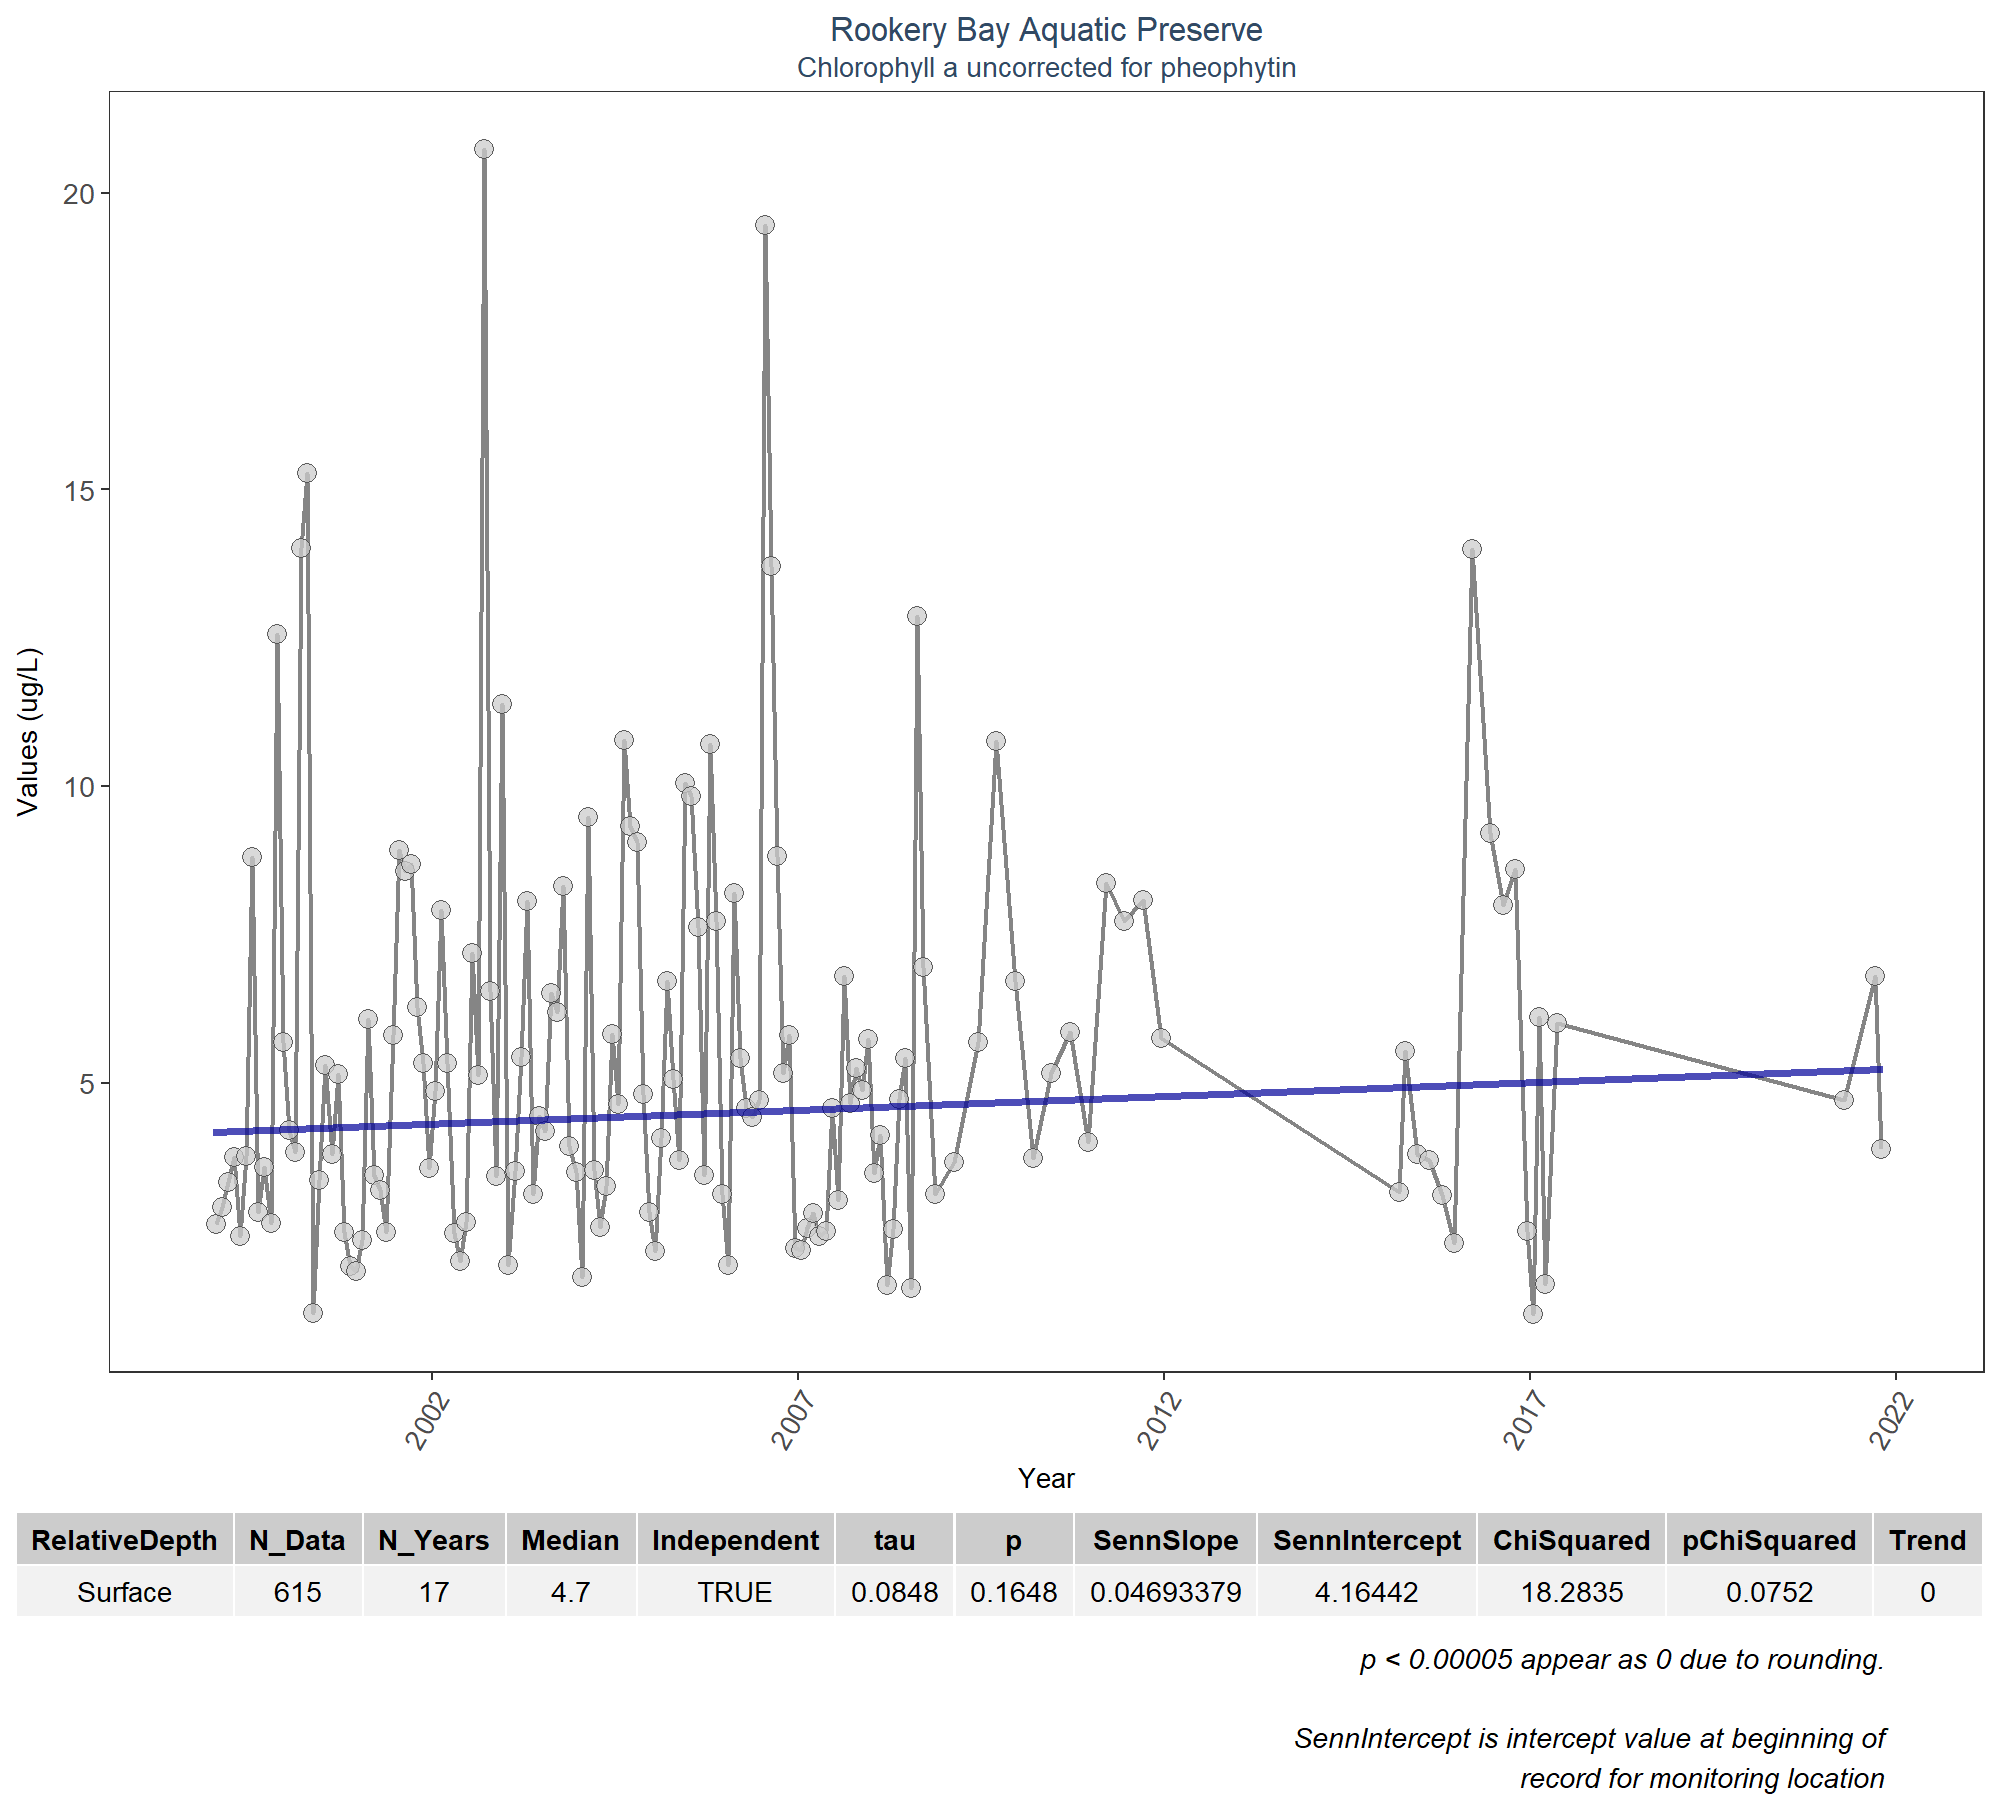 Rookery Bay Aquatic Preserve
Chlorophyll a uncorrected for pheophytin
Values (ug/L)
20
15
10
5
2002 2007 2012 2017 2022
Year
RelativeDepth N_Data N_Years Median Independent tau p SennSlope SennIntercept ChiSquared pChiSquared Trend
Surface 615 17 4.7 TRUE 0.0848 0.1648 0.04693379 4.16442 18.2835 0.0752 0
p < 0.00005 appear as 0 due to rounding.
SennIntercept is intercept value at beginning of
record for monitoring location